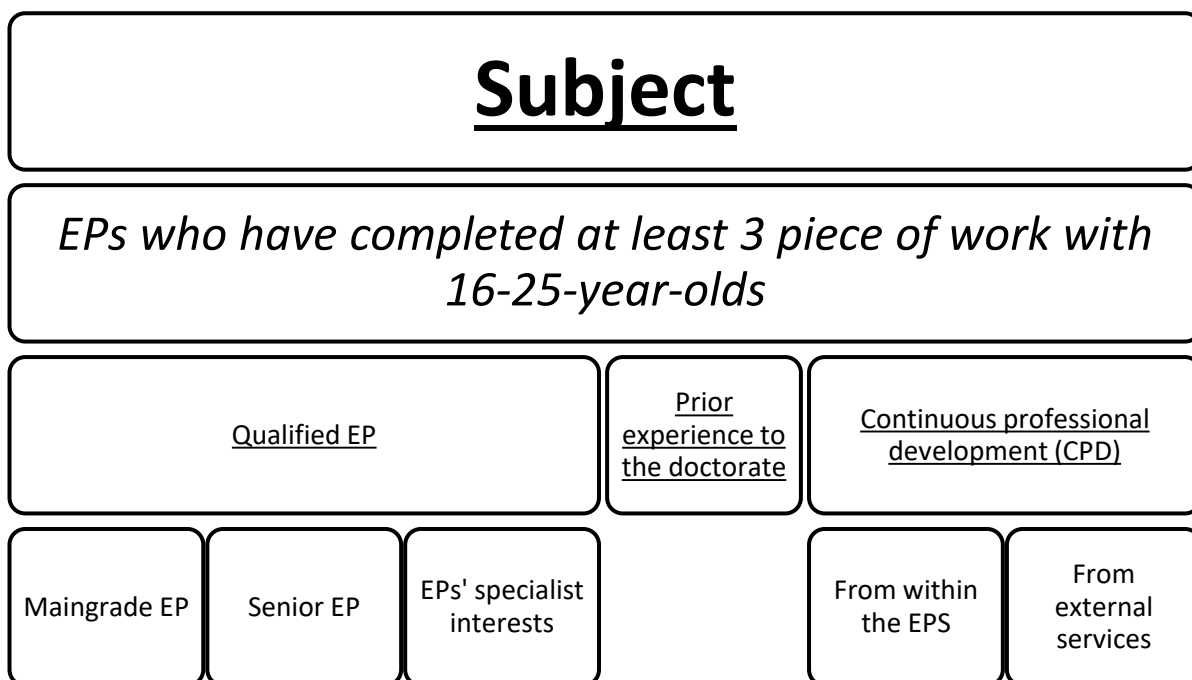 Subject
EPs who have completed at least 3 piece of work with
16-25-year-olds
Qualified EP
Prior
experience to
the doctorate
Continuous professional
development (CPD)
Maingrade EP
Senior EP
EPs' specialist
interests
From within
the EPS
From
external
services